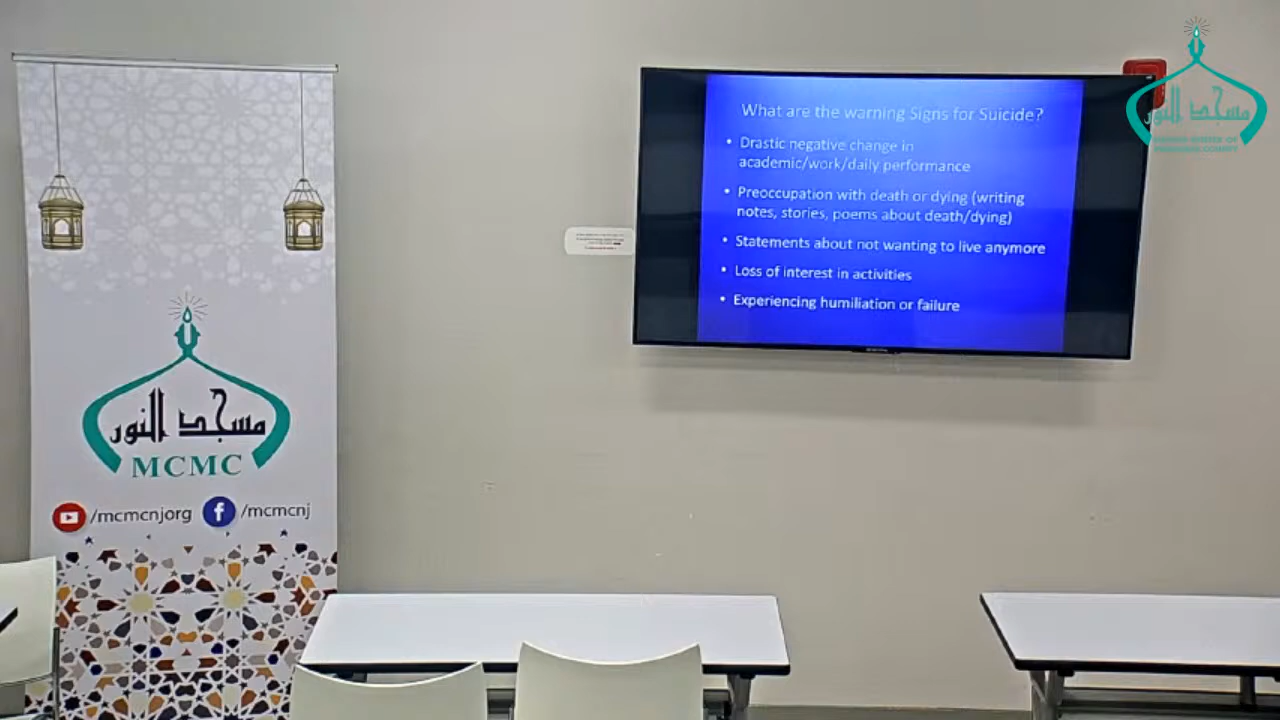 مسجد النور
MCMC
/mcmcnjorg
/mcmcnj
What are the warning Signs for Suicide?
• Drastic negative change in
academic/work/daily performance
• Preoccupation with death or dying (writing
notes, stories, poems about death/dying)
• Statements about not wanting to live anymore
• Loss of interest in activities
• Experiencing humiliation or failure
مسجد النور